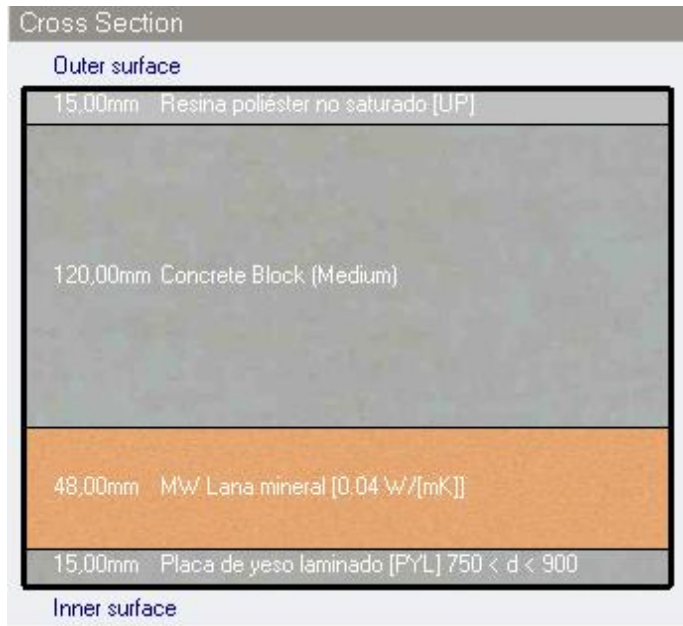 Cross Section
Outer surface
15,00mm Resina poliéster no saturado [UP]
120,00mm Concrete Block (Medium)
48,00mm MW Lana mineral [0.04 W/[mK]]
15,00mm Placa de yeso laminado [PYL] 750 < d < 900
Inner surface